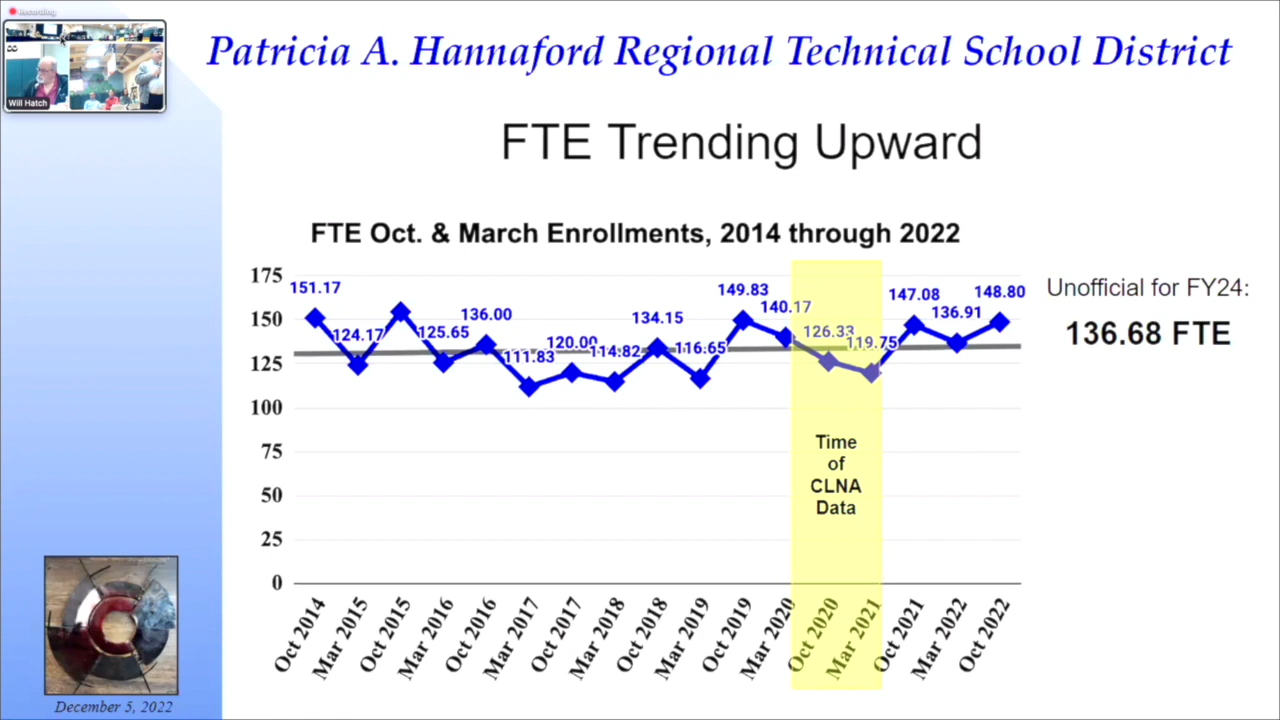 Recording
Will Hatch
Patricia A. Hannaford Regional Technical School District
FTE Trending Upward
FTE Oct. & March Enrollments, 2014 through 2022
175
150
125
100
75
50
25
0
151.17
124.17
125.65
136.00
111.83
120.00
114.82
134.15
116.65
149.83
140.17
126.33
119.75
147.08
136.91
148.80
Time
of
CLNA
Data
Oct 2014
Mar 2015
Oct 2015
Mar 2016
Oct 2016
Mar 2017
Oct 2017
Mar 2018
Oct 2018
Mar 2019
Oct 2019
Mar 2020
Oct 2020
Mar 2021
Oct 2021
Mar 2022
Oct 2022
Unofficial for FY24:
136.68 FTE
December 5, 2022